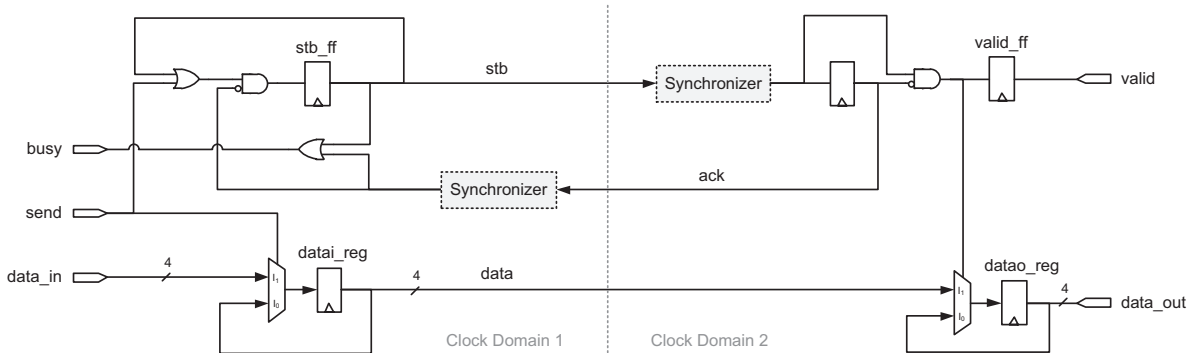 stb_ff
valid_ff
stb
Synchronizer
valid
busy
Synchronizer
ack
send
datai_reg
datao_reg
data_in
4
I₁
I₀
4
data
I₁
I₀
4
data_out
Clock Domain 1
Clock Domain 2